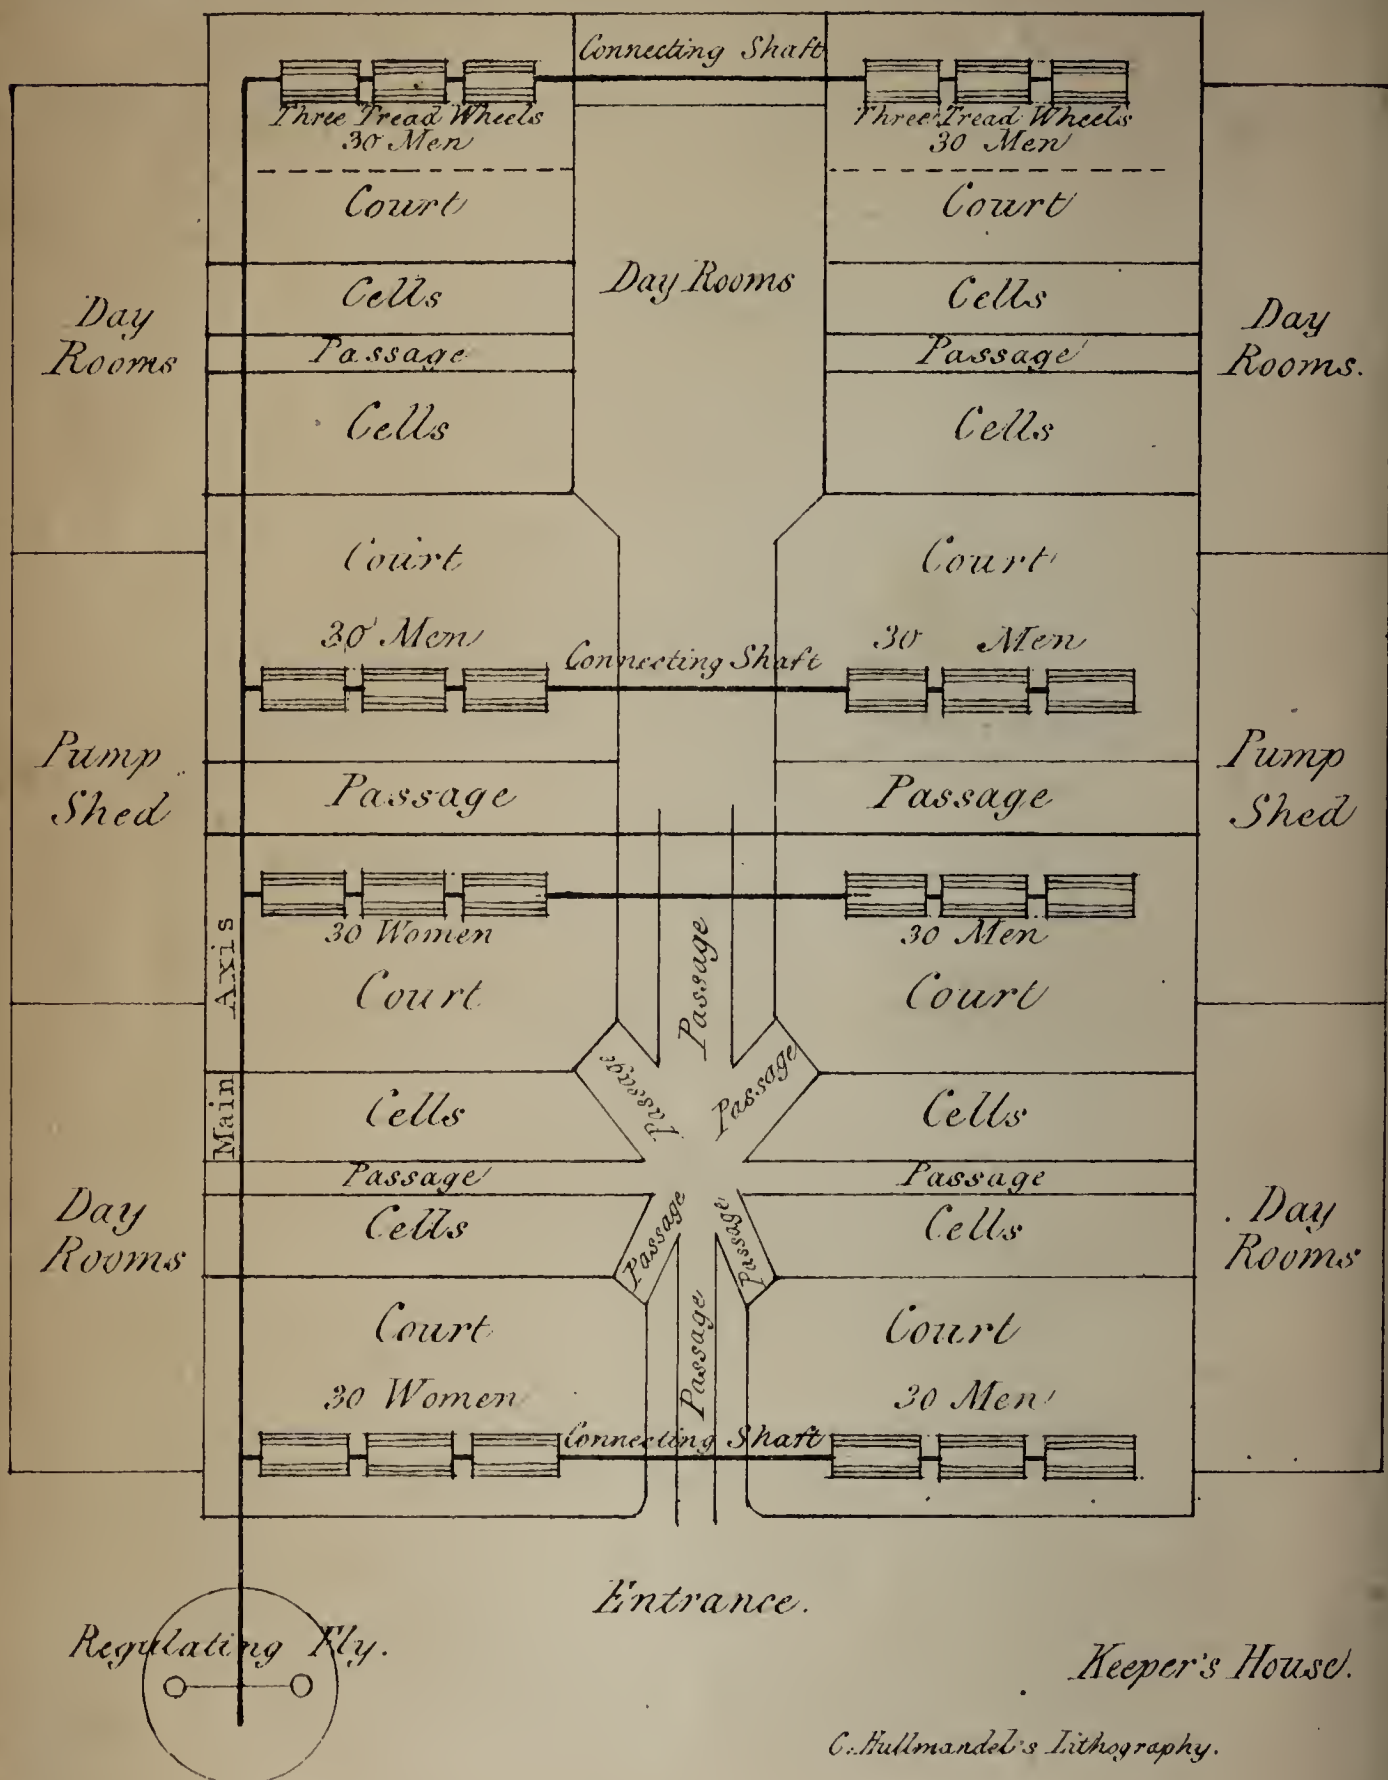 Connecting Shaft
Three Tread Wheels
30 Men
Three Tread Wheels
30 Men
Court
Court
Day
Rooms
Cells
Day Rooms
Cells
Day
Rooms.
Passage
Passage
Cells
Cells
Court
Court
30 Men
Connecting Shaft
30 Men
Pump
Shed
Passage
Passage
Pump
Shed
Main Axis
30 Women
30 Men
Court
Passage
Court
Passage
Passage
Cells
Cells
Passage
Passage
Day
Rooms
Cells
Passage
Passage
Cells
Day
Rooms
Court
Passage
Court
30 Women
30 Men
Connecting Shaft
Entrance.
Regulating Fly.
Keeper's House.
C. Hullmandel's Lithography.